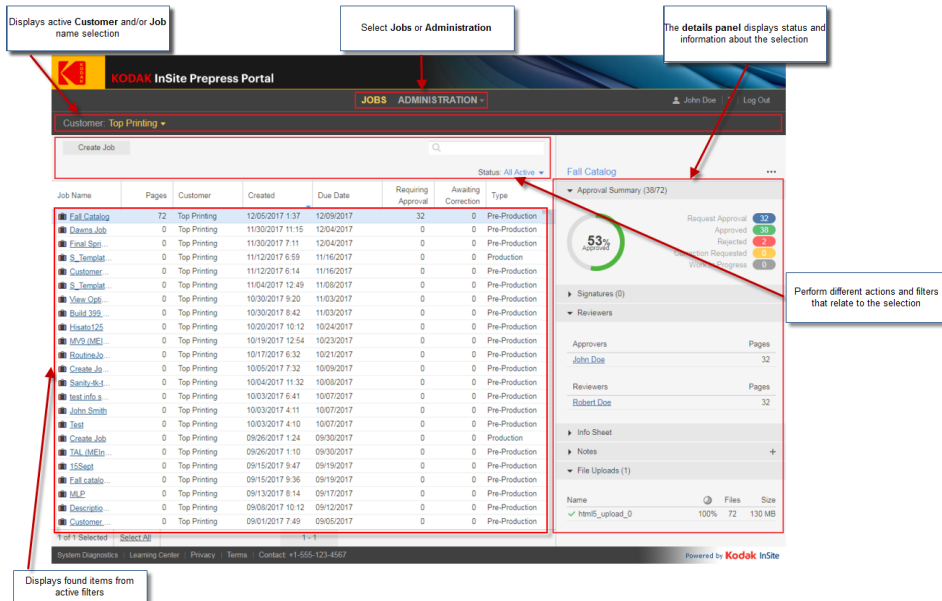 Displays active Customer and/or Job
name selection
Select Jobs or Administration
The details panel displays status and
information about the selection
KODAK InSite Prepress Portal
JOBS ADMINISTRATION
John Doe | | Log Out
Customer: Top Printing
Create Job
Status: All Active
Fall Catalog
Job Name Pages Customer Created Due Date Requiring Approval Awaiting Correction Type
Approval Summary (38/72)
Fall Catalog 72 Top Printing 12/05/2017 1:37 12/09/2017 32 0 Pre-Production
Dawns Job 0 Top Printing 11/30/2017 11:15 12/04/2017 0 0 Pre-Production
Final Spri... 0 Top Printing 11/30/2017 7:11 12/04/2017 0 0 Pre-Production
S_Templat... 0 Top Printing 11/12/2017 6:59 11/16/2017 0 0 Production
Customer... 0 Top Printing 11/12/2017 6:14 11/16/2017 0 0 Pre-Production
S_Templat... 0 Top Printing 11/04/2017 12:49 11/08/2017 0 0 Pre-Production
View Opti... 0 Top Printing 10/30/2017 9:20 11/03/2017 0 0 Pre-Production
Build 399 ... 0 Top Printing 10/30/2017 8:42 11/03/2017 0 0 Pre-Production
Hisato125 0 Top Printing 10/20/2017 10:12 10/24/2017 0 0 Pre-Production
MV9 (MEI... 0 Top Printing 10/19/2017 12:54 10/23/2017 0 0 Pre-Production
RoutineJo... 0 Top Printing 10/17/2017 6:32 10/21/2017 0 0 Pre-Production
Create Jo... 0 Top Printing 10/05/2017 7:32 10/09/2017 0 0 Pre-Production
Sanity-tk-t... 0 Top Printing 10/04/2017 11:32 10/08/2017 0 0 Pre-Production
test info s... 0 Top Printing 10/03/2017 6:41 10/07/2017 0 0 Pre-Production
John Smith 0 Top Printing 10/03/2017 4:11 10/07/2017 0 0 Pre-Production
Test 0 Top Printing 10/03/2017 4:10 10/07/2017 0 0 Pre-Production
Create Job 0 Top Printing 09/26/2017 1:24 09/30/2017 0 0 Production
TAL (MEIn... 0 Top Printing 09/26/2017 1:10 09/30/2017 0 0 Pre-Production
15Sept 0 Top Printing 09/15/2017 9:47 09/19/2017 0 0 Pre-Production
Fall catalo... 0 Top Printing 09/15/2017 9:36 09/19/2017 0 0 Pre-Production
MLP 0 Top Printing 09/13/2017 8:14 09/17/2017 0 0 Pre-Production
Descriptio... 0 Top Printing 09/08/2017 10:12 09/12/2017 0 0 Pre-Production
Customer ... 0 Top Printing 09/01/2017 7:49 09/05/2017 0 0 Pre-Production
1 of 1 Selected Select All 1 - 1
53%
Approved
Request Approval 32
Approved 38
Rejected 2
Requested 0
Progress 0
Signatures (0)
Reviewers
Approvers Pages
John Doe 32
Reviewers Pages
Robert Doe 32
Info Sheet
Notes +
File Uploads (1)
Name Files Size
html5_upload_0 100% 72 130 MB
Perform different actions and filters
that relate to the selection
System Diagnostics | Learning Center | Privacy | Terms | Contact: +1-555-123-4567
Powered by Kodak InSite
Displays found items from
active filters